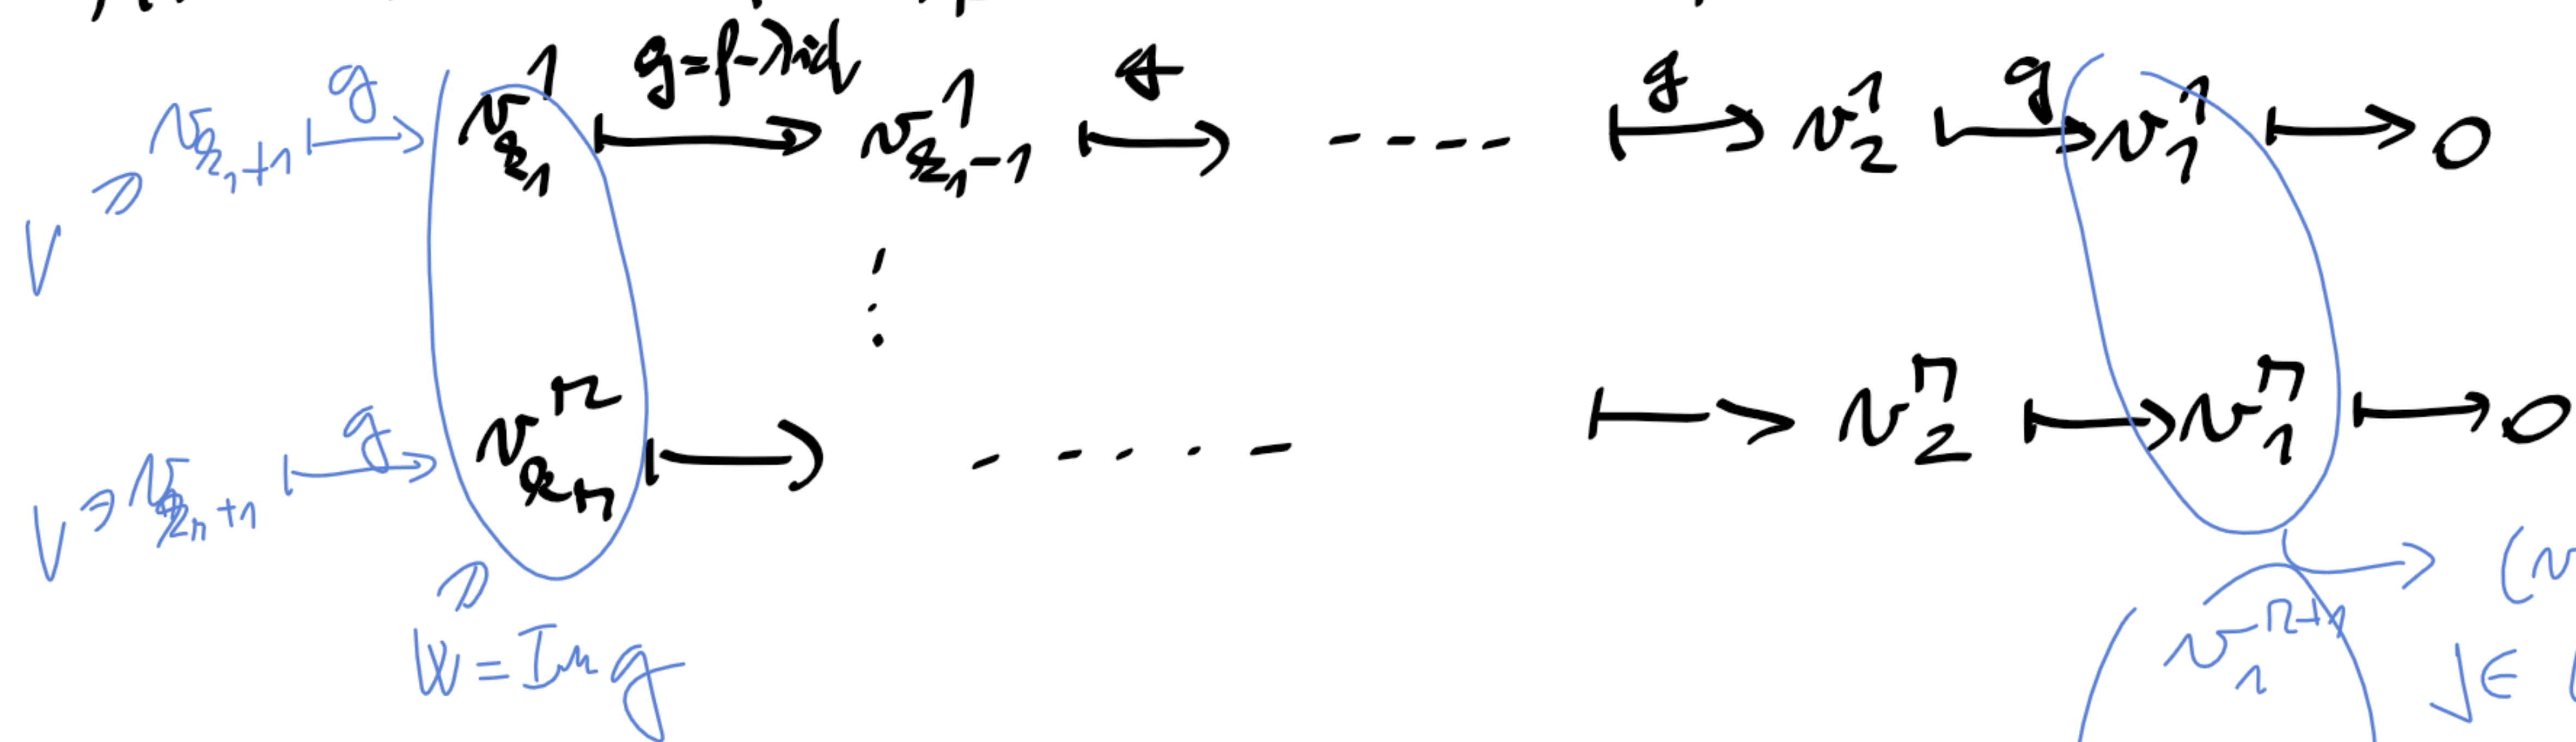 V ∋ v_{k_1+1} ↦^g v^1_{k_1} ↦^{g=f-λid} v^1_{k_1-1} ↦^g ---- ↦^g v^1_2 ↦^g v^1_1 ↦ 0
⋮
V ∋ v_{k_r+1} ↦^g v^r_{k_r} ↦ ----- ↦ v^r_2 ↦ v^r_1 ↦ 0
W = Im g
v^{r+1}_1